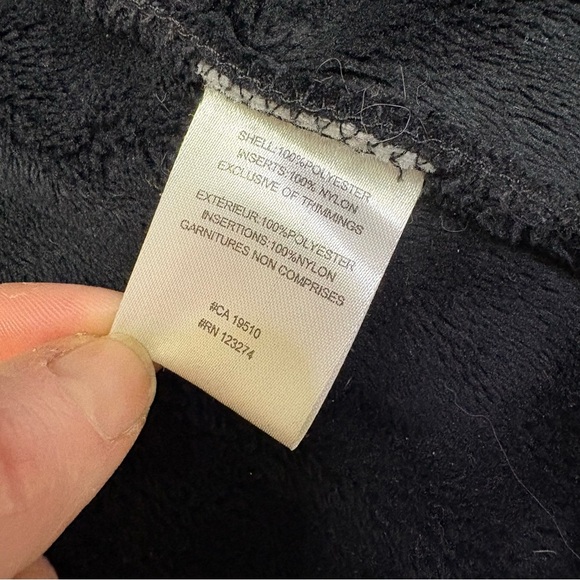 SHELL:100%POLYESTER
INSERTS:100% NYLON
EXCLUSIVE OF TRIMMINGS
EXTÉRIEUR:100%POLYESTER
INSERTIONS:100%NYLON
GARNITURES NON COMPRISES
#CA 19510
#RN 123274